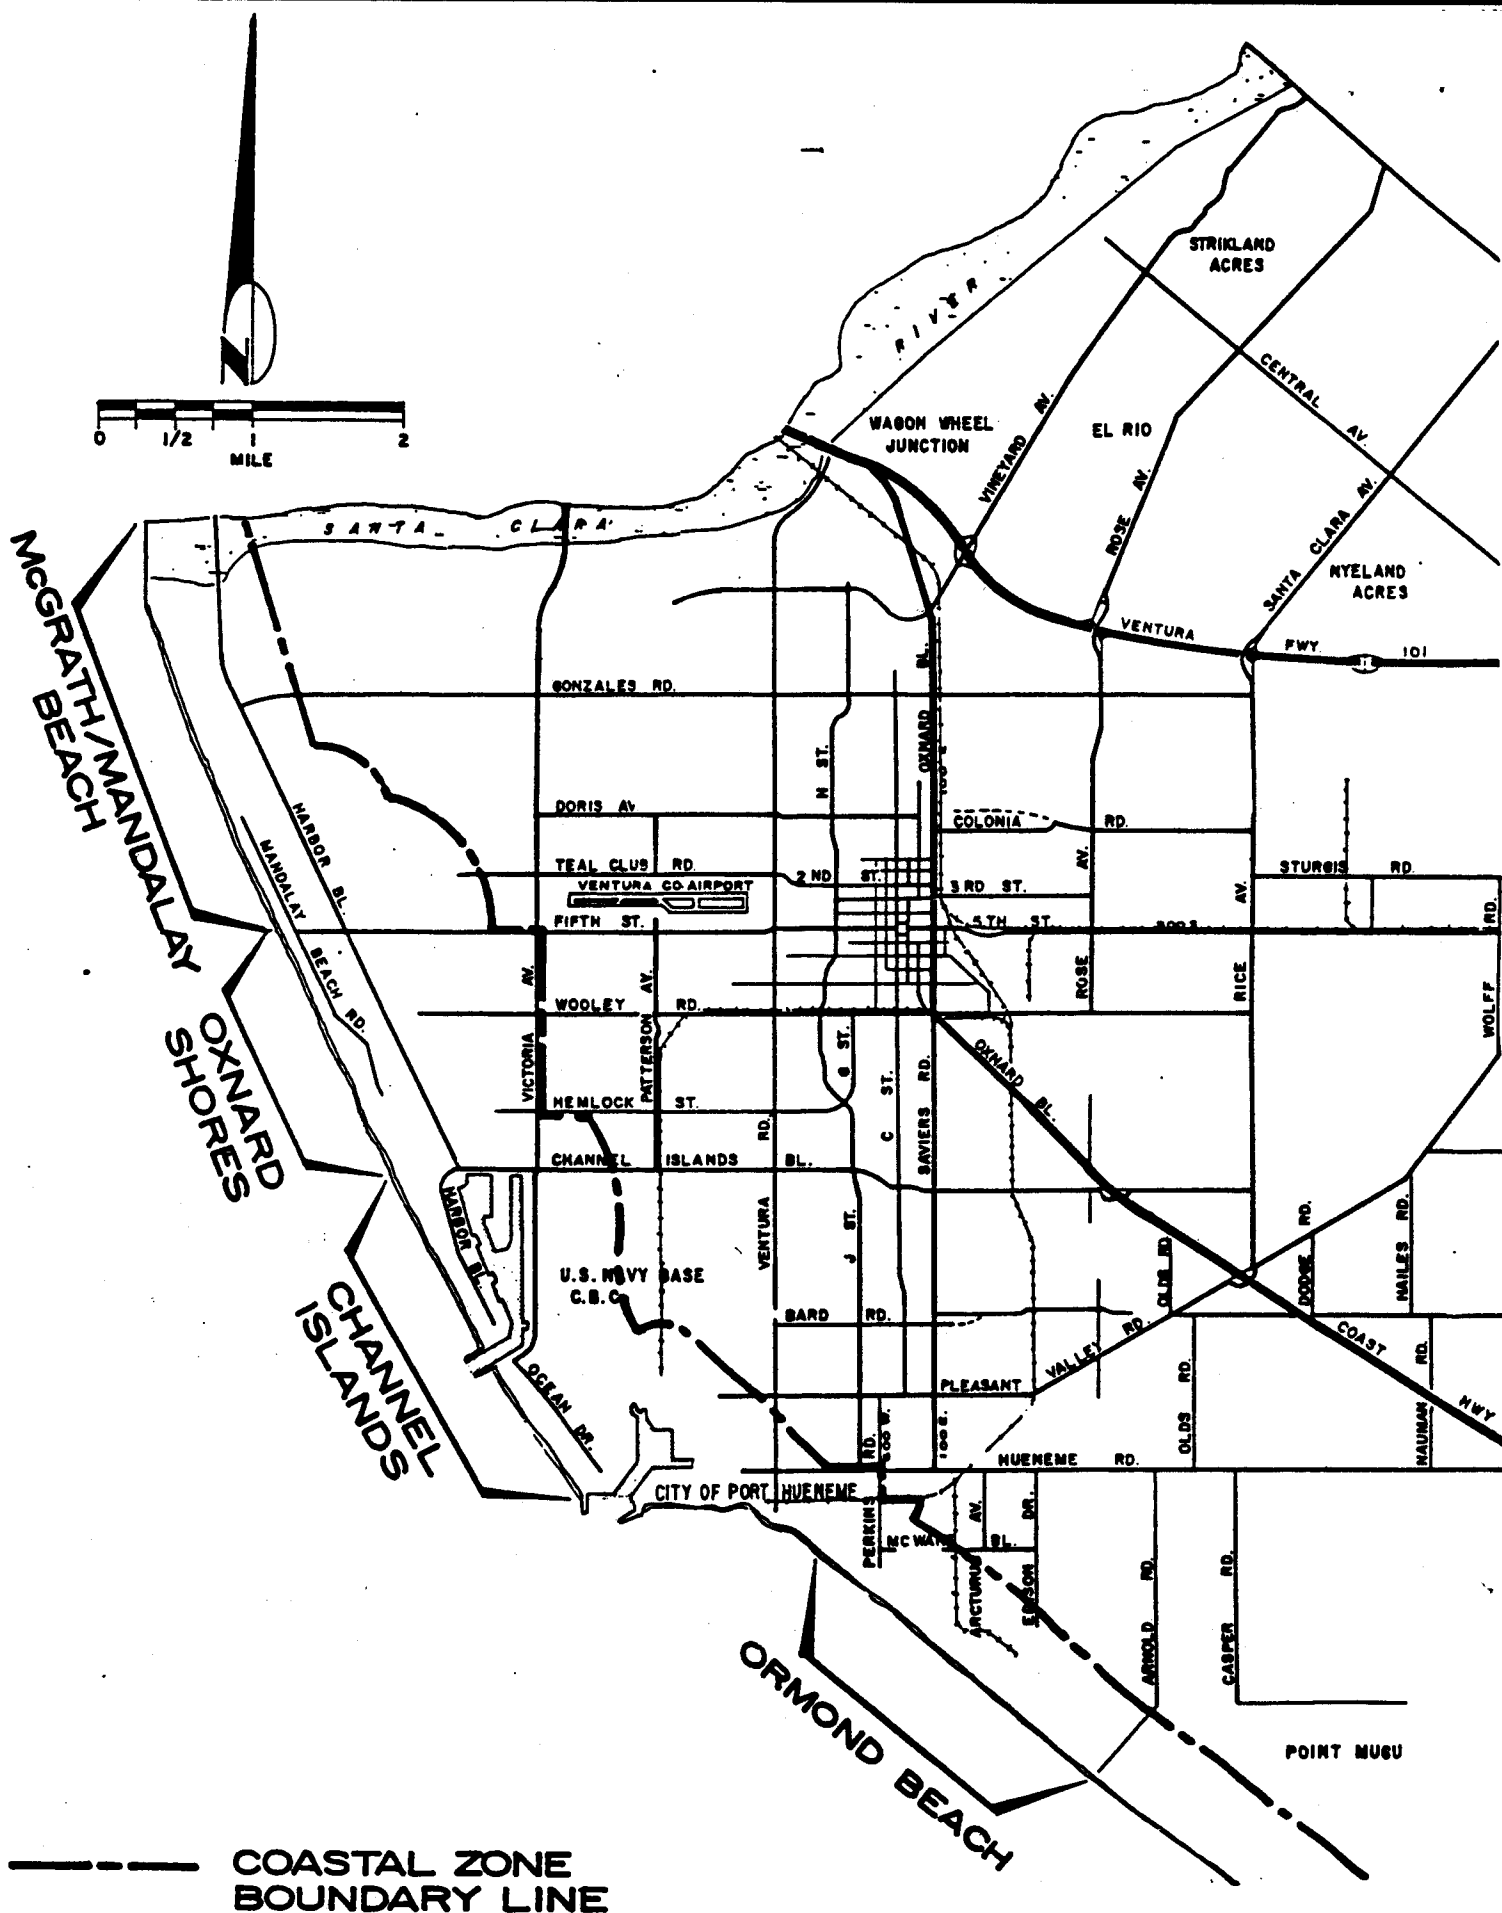 STRIKLAND
ACRES
RIVER
N
0 1/2 1 2
MILE
WAGON WHEEL
JUNCTION
VINEYARD AV.
EL RIO
CENTRAL AV.
ROSE AV.
SANTA CLARA AV.
NYELAND
ACRES
SANTA CLARA
VENTURA FWY. 101
McGRATH/MANDALAY
BEACH
GONZALES RD.
OXNARD BL.
N ST.
100 E.
HARBOR BL.
MANDALAY BEACH RD.
DORIS AV
COLONIA RD.
TEAL CLUB RD.
2 ND ST.
VENTURA CO AIRPORT
3 RD ST.
STURGIS RD.
FIFTH ST.
5 TH ST.
500 S.
ROSE AV.
RICE AV.
WOLFF RD.
OXNARD
SHORES
VICTORIA AV.
PATTERSON AV.
WOOLEY RD.
G ST.
C ST.
SAVIERS RD.
OXNARD BL.
HEMLOCK ST.
VENTURA RD.
CHANNEL ISLANDS BL.
HARBOR BL.
J ST.
U.S. NAVY BASE
C.B.C.
OLDS RD.
DODGE RD.
HAILES RD.
CHANNEL
ISLANDS
BARD RD.
VALLEY RD.
COAST HWY
OCEAN DR.
PLEASANT
OLDS RD.
NAUMAN RD.
PERKINS RD.
500 W.
100 E.
HUENEME RD.
CITY OF PORT HUENEME
MC WANE BL.
ARCTURUS AV.
EDISON DR.
ARNOLD RD.
CASPER RD.
ORMOND BEACH
POINT MUGU
COASTAL ZONE
BOUNDARY LINE